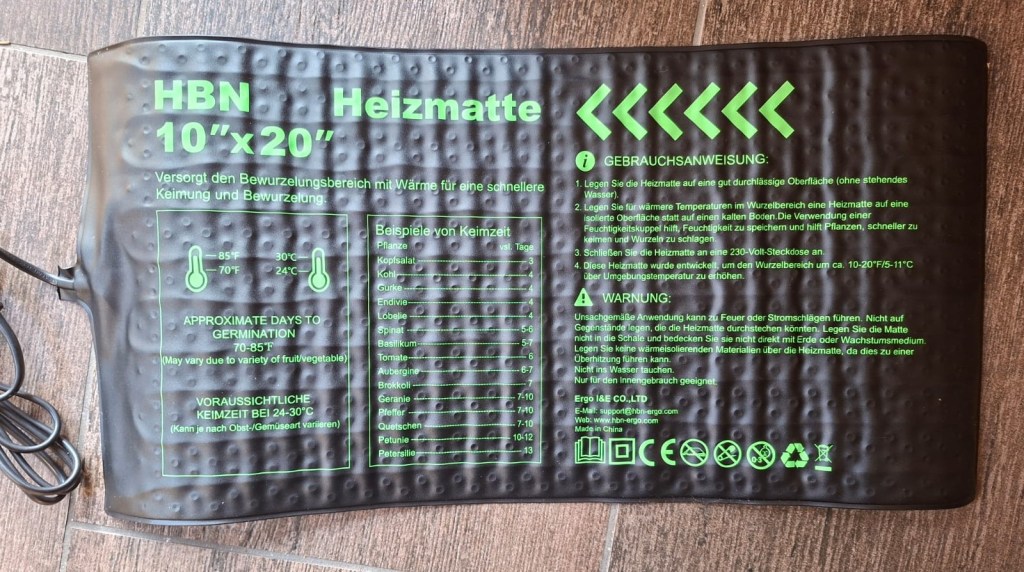 HBN Heizmatte
10"x20"
Versorgt den Bewurzelungsbereich mit Wärme für eine schnellere
Keimung und Bewurzelung.
85°F 30°C
70°F 24°C
APPROXIMATE DAYS TO
GERMINATION
70-85°F
(May vary due to variety of fruit/vegetable)
VORAUSSICHTLICHE
KEIMZEIT BEI 24-30°C
(Kann je nach Obst-/Gemüseart variieren)
Beispiele von Keimzeit
Pflanze vsl. Tage
Kopfsalat 3
Kohl 4
Gurke 4
Endivie 4
Lobelie 4
Spinat 5-6
Basilikum 5-7
Tomate 6
Aubergine 6-7
Brokkoli 7
Geranie 7-10
Pfeffer 7-10
Quetschen 7-10
Petunie 10-12
Petersilie 13
GEBRAUCHSANWEISUNG:
1. Legen Sie die Heizmatte auf eine gut durchlässige Oberfläche (ohne stehendes
Wasser).
2. Legen Sie für wärmere Temperaturen im Wurzelbereich eine Heizmatte auf eine
isolierte Oberfläche statt auf einen kalten Boden.Die Verwendung einer
Feuchtigkeitskuppel hilft, Feuchtigkeit zu speichern und hilft Pflanzen, schneller zu
keimen und Wurzeln zu schlagen.
3. Schließen Sie die Heizmatte an eine 230-Volt-Steckdose an.
4. Diese Heizmatte wurde entwickelt, um den Wurzelbereich um ca. 10-20°F/5-11°C
über Umgebungstemperatur zu erhöhen.
WARNUNG:
Unsachgemäße Anwendung kann zu Feuer oder Stromschlägen führen. Nicht auf
Gegenstände legen, die die Heizmatte durchstechen könnten. Legen Sie die Matte
nicht in die Schale und bedecken Sie sie nicht direkt mit Erde oder Wachstumsmedium.
Legen Sie keine wärmeisolierenden Materialien über die Heizmatte, da dies zu einer
Überhitzung führen kann.
Nicht ins Wasser tauchen.
Nur für den Innengebrauch geeignet.
Ergo I&E CO.,LTD
E-Mail: support@hbn-ergo.com
Web: www.hbn-ergo.com
Made in China
CE